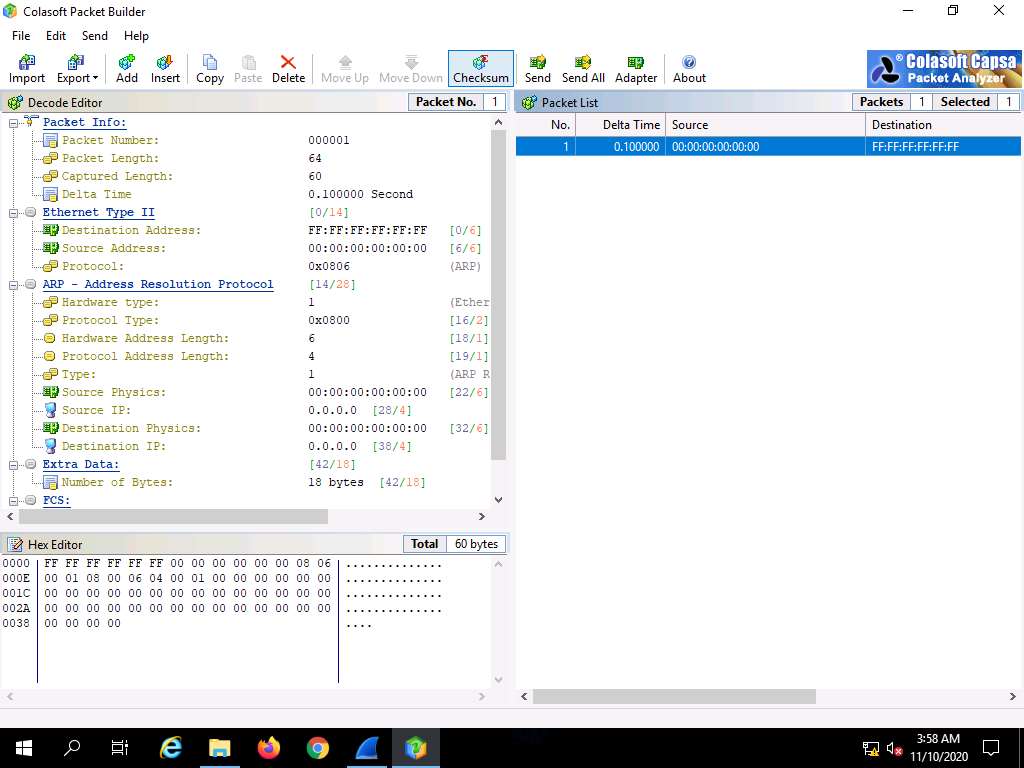 Colasoft Packet Builder
File Edit Send Help
Import Export Add Insert Copy Paste Delete Move Up Move Down Checksum Send Send All Adapter About
® Colasoft Capsa
Packet Analyzer
Decode Editor Packet No. 1
Packet Info:
Packet Number: 000001
Packet Length: 64
Captured Length: 60
Delta Time 0.100000 Second
Ethernet Type II [0/14]
Destination Address: FF:FF:FF:FF:FF:FF [0/6]
Source Address: 00:00:00:00:00:00 [6/6]
Protocol: 0x0806 (ARP)
ARP - Address Resolution Protocol [14/28]
Hardware type: 1 (Ether
Protocol Type: 0x0800 [16/2]
Hardware Address Length: 6 [18/1]
Protocol Address Length: 4 [19/1]
Type: 1 (ARP R
Source Physics: 00:00:00:00:00:00 [22/6]
Source IP: 0.0.0.0 [28/4]
Destination Physics: 00:00:00:00:00:00 [32/6]
Destination IP: 0.0.0.0 [38/4]
Extra Data: [42/18]
Number of Bytes: 18 bytes [42/18]
FCS:
Packet List Packets 1 Selected 1
No. Delta Time Source Destination
1 0.100000 00:00:00:00:00:00 FF:FF:FF:FF:FF:FF
Hex Editor Total 60 bytes
0000 FF FF FF FF FF FF 00 00 00 00 00 00 08 06 ..............
000E 00 01 08 00 06 04 00 01 00 00 00 00 00 00 ..............
001C 00 00 00 00 00 00 00 00 00 00 00 00 00 00 ..............
002A 00 00 00 00 00 00 00 00 00 00 00 00 00 00 ..............
0038 00 00 00 00 ....
3:58 AM
11/10/2020